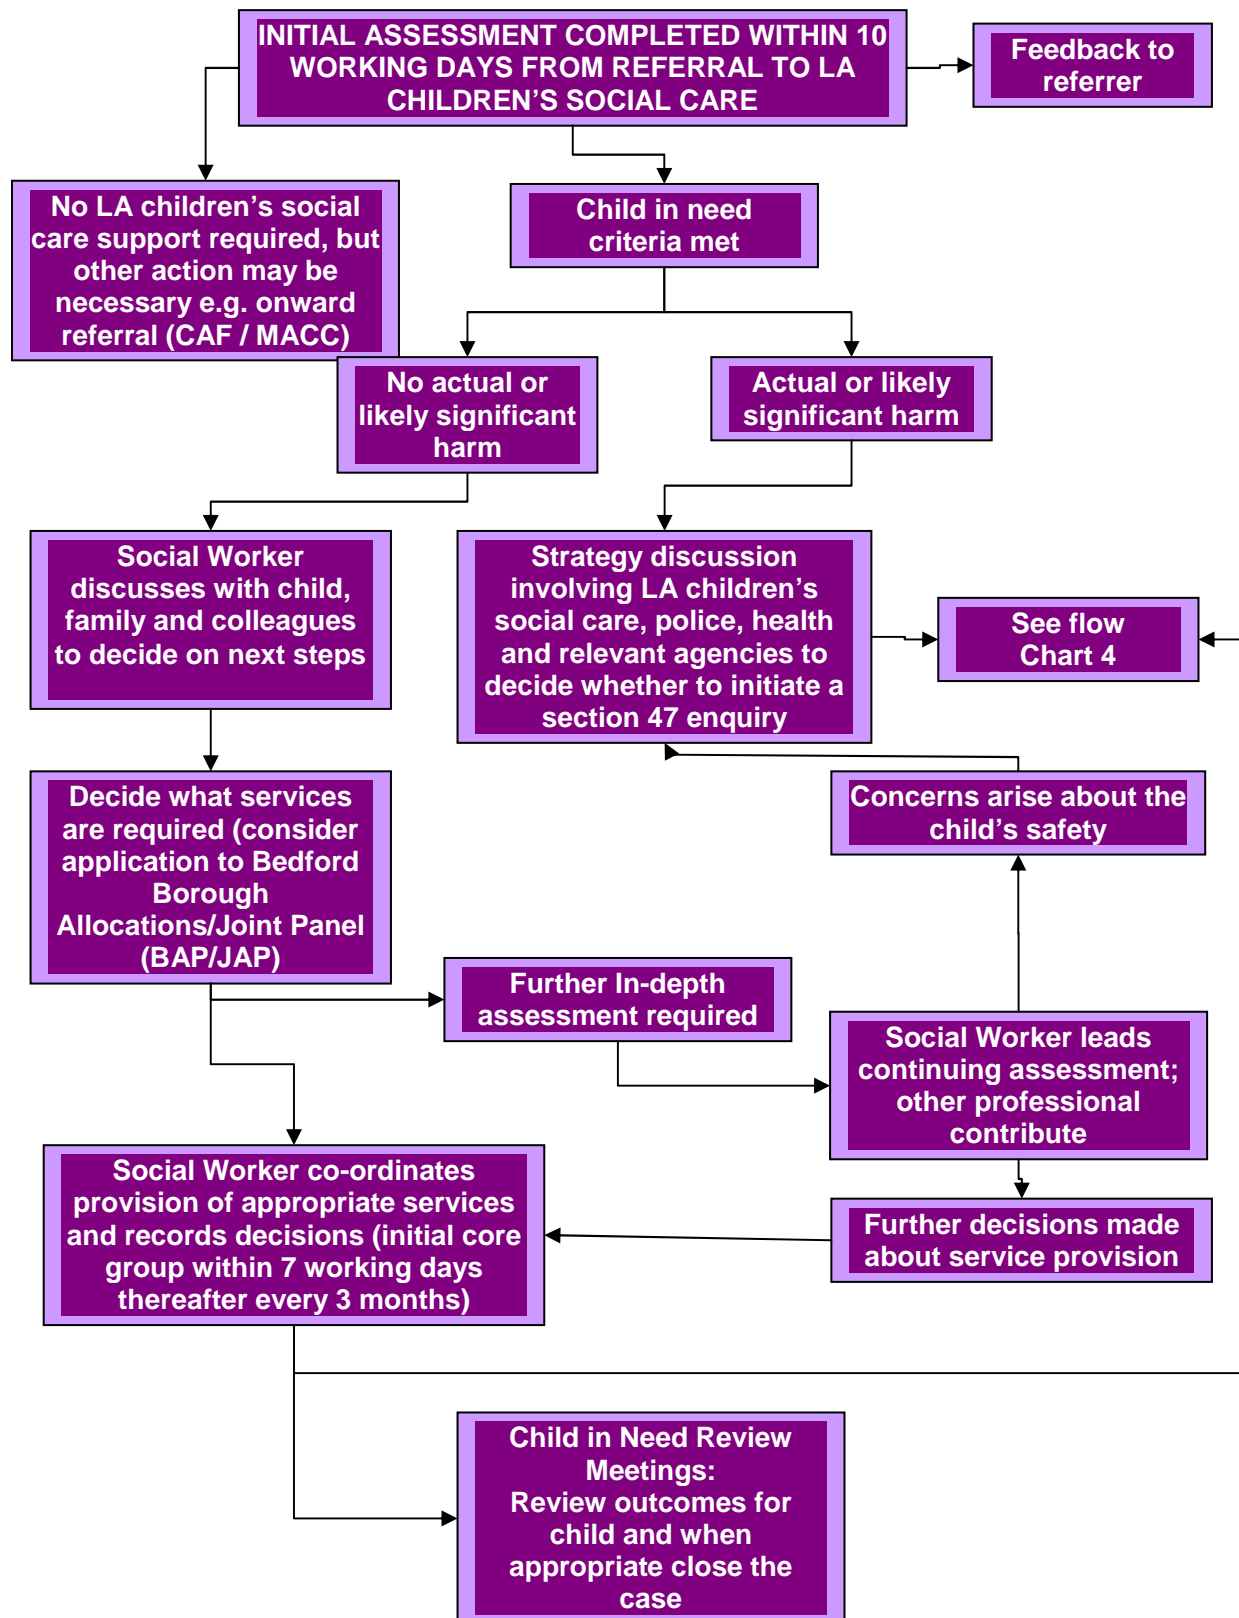 INITIAL ASSESSMENT COMPLETED WITHIN 10
WORKING DAYS FROM REFERRAL TO LA
CHILDREN’S SOCIAL CARE
Feedback to
referrer
No LA children’s social
care support required, but
other action may be
necessary e.g. onward
referral (CAF / MACC)
Child in need
criteria met
No actual or
likely significant
harm
Actual or likely
significant harm
Social Worker
discusses with child,
family and colleagues
to decide on next steps
Strategy discussion
involving LA children’s
social care, police, health
and relevant agencies to
decide whether to initiate a
section 47 enquiry
See flow
Chart 4
Decide what services
are required (consider
application to Bedford
Borough
Allocations/Joint Panel
(BAP/JAP)
Concerns arise about the
child’s safety
Further In-depth
assessment required
Social Worker leads
continuing assessment;
other professional
contribute
Social Worker co-ordinates
provision of appropriate services
and records decisions (initial core
group within 7 working days
thereafter every 3 months)
Further decisions made
about service provision
Child in Need Review
Meetings:
Review outcomes for
child and when
appropriate close the
case